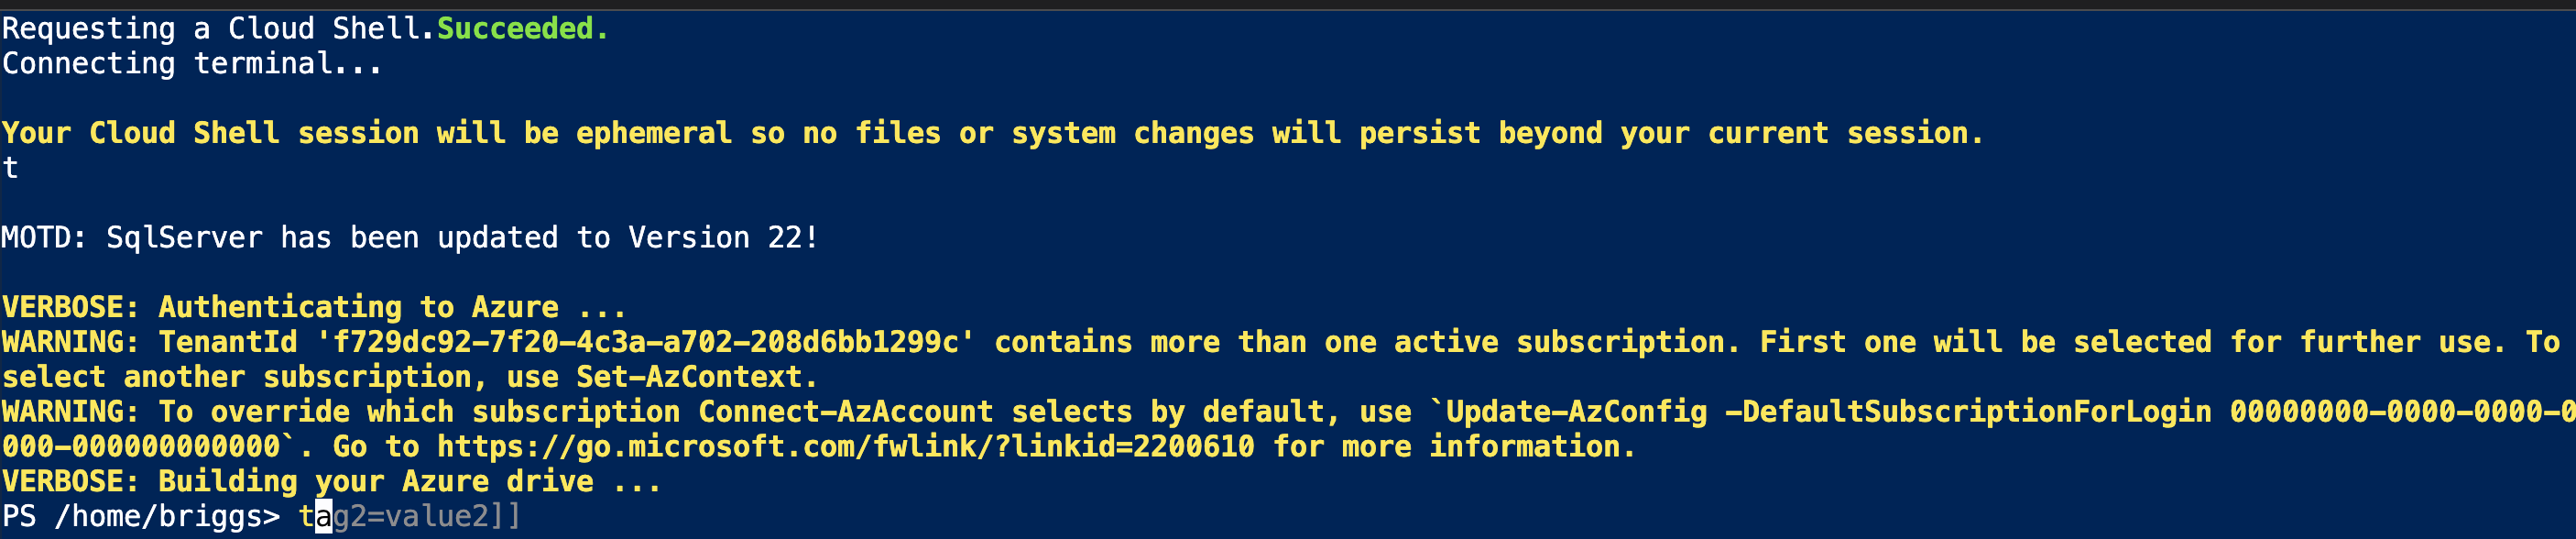 Requesting a Cloud Shell.Succeeded.
Connecting terminal...
Your Cloud Shell session will be ephemeral so no files or system changes will persist beyond your current session.
t
MOTD: SqlServer has been updated to Version 22!
VERBOSE: Authenticating to Azure ...
WARNING: TenantId 'f729dc92-7f20-4c3a-a702-208d6bb1299c' contains more than one active subscription. First one will be selected for further use. To
select another subscription, use Set-AzContext.
WARNING: To override which subscription Connect-AzAccount selects by default, use `Update-AzConfig -DefaultSubscriptionForLogin 00000000-0000-0000-0
000-000000000000`. Go to https://go.microsoft.com/fwlink/?linkid=2200610 for more information.
VERBOSE: Building your Azure drive ...
PS /home/briggs> tag2=value2]]